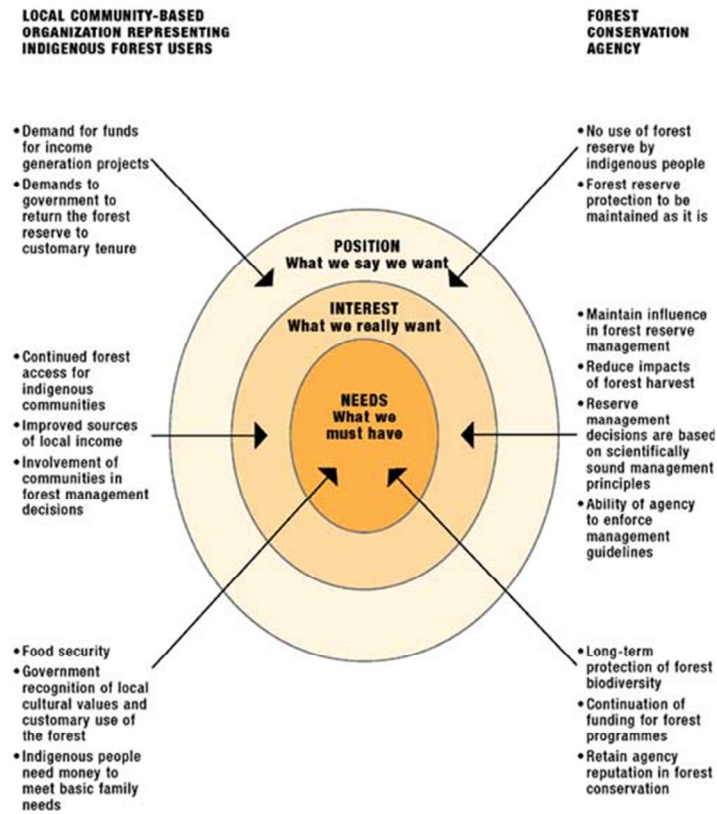 LOCAL COMMUNITY-BASED
ORGANIZATION REPRESENTING
INDIGENOUS FOREST USERS
FOREST
CONSERVATION
AGENCY
• Demand for funds
for income
generation projects
• Demands to
government to
return the forest
reserve to
customary tenure
• No use of forest
reserve by
indigenous people
• Forest reserve
protection to be
maintained as it is
POSITION
What we say we want
INTEREST
What we really want
NEEDS
What we
must have
• Continued forest
access for
indigenous
communities
• Improved sources
of local income
• Involvement of
communities in
forest management
decisions
• Maintain influence
in forest reserve
management
• Reduce impacts
of forest harvest
• Reserve
management
decisions are based
on scientifically
sound management
principles
• Ability of agency
to enforce
management
guidelines
• Food security
• Government
recognition of local
cultural values and
customary use of
the forest
• Indigenous people
need money to
meet basic family
needs
• Long-term
protection of forest
biodiversity
• Continuation of
funding for forest
programmes
• Retain agency
reputation in forest
conservation